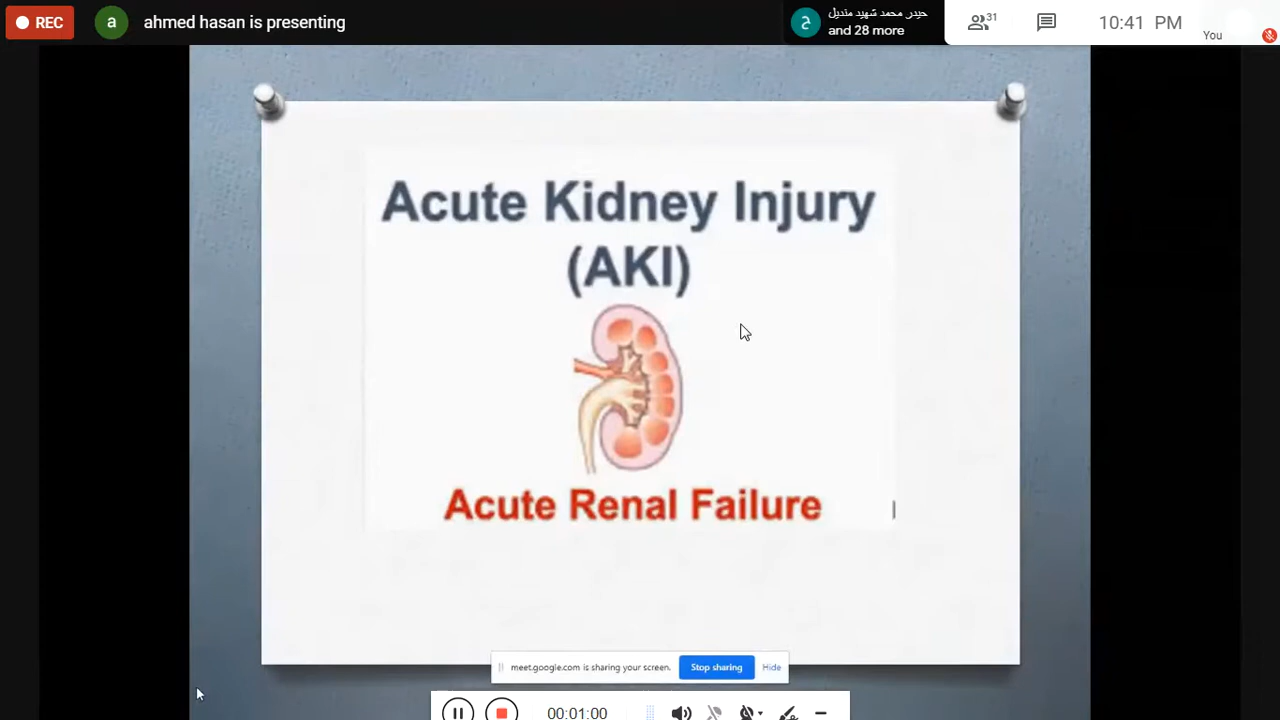 REC
a
ahmed hasan is presenting
ح
حيدر محمد شهيد منديل
and 28 more
31
10:41 PM
You
Acute Kidney Injury
(AKI)
Acute Renal Failure
meet.google.com is sharing your screen.
Stop sharing
Hide
00:01:00